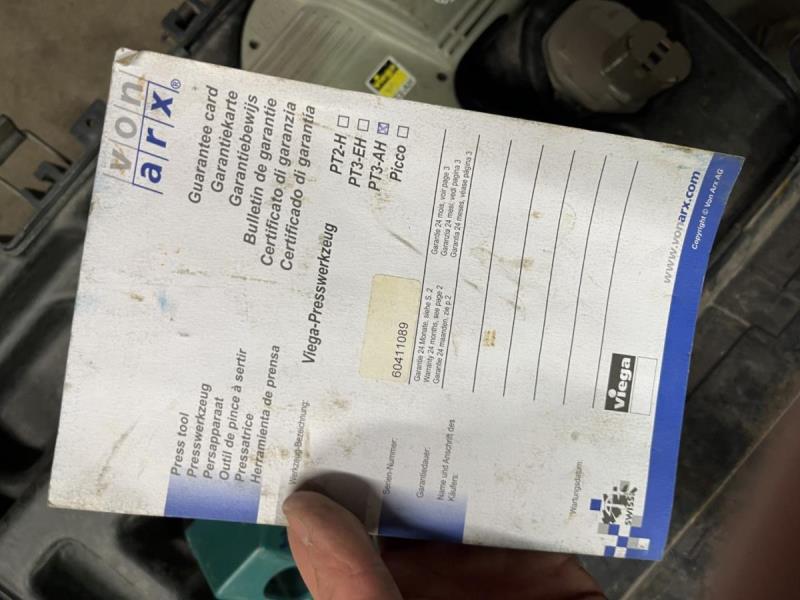 von
arx®
Guarantee card
Garantiekarte
Garantiebewijs
Bulletin de garantie
Certificato di garanzia
Certificado di garantia
Press tool
Presswerkzeug
Persapparaat
Outil de pince à sertir
Pressatrice
Herramienta de prensa
Werkzeug-Bezeichnung:
Viega-Presswerkzeug
PT2-H
PT3-EH
PT3-AH
Picco
Serien-Nummer:
60411089
Garantiedauer:
Garantie 24 Monate, siehe S. 2
Warranty 24 months, see page 2
Garantie 24 maanden, zie p.2
Garantie 24 mois, voir page 3
Garanzia 24 mesi, vedi pagina 3
Garantía 24 meses, véase página 3
Name und Anschrift des
Käufers:
Wartungsdatum
viega
SWISS
www.vonarx.com
Copyright © Von Arx AG